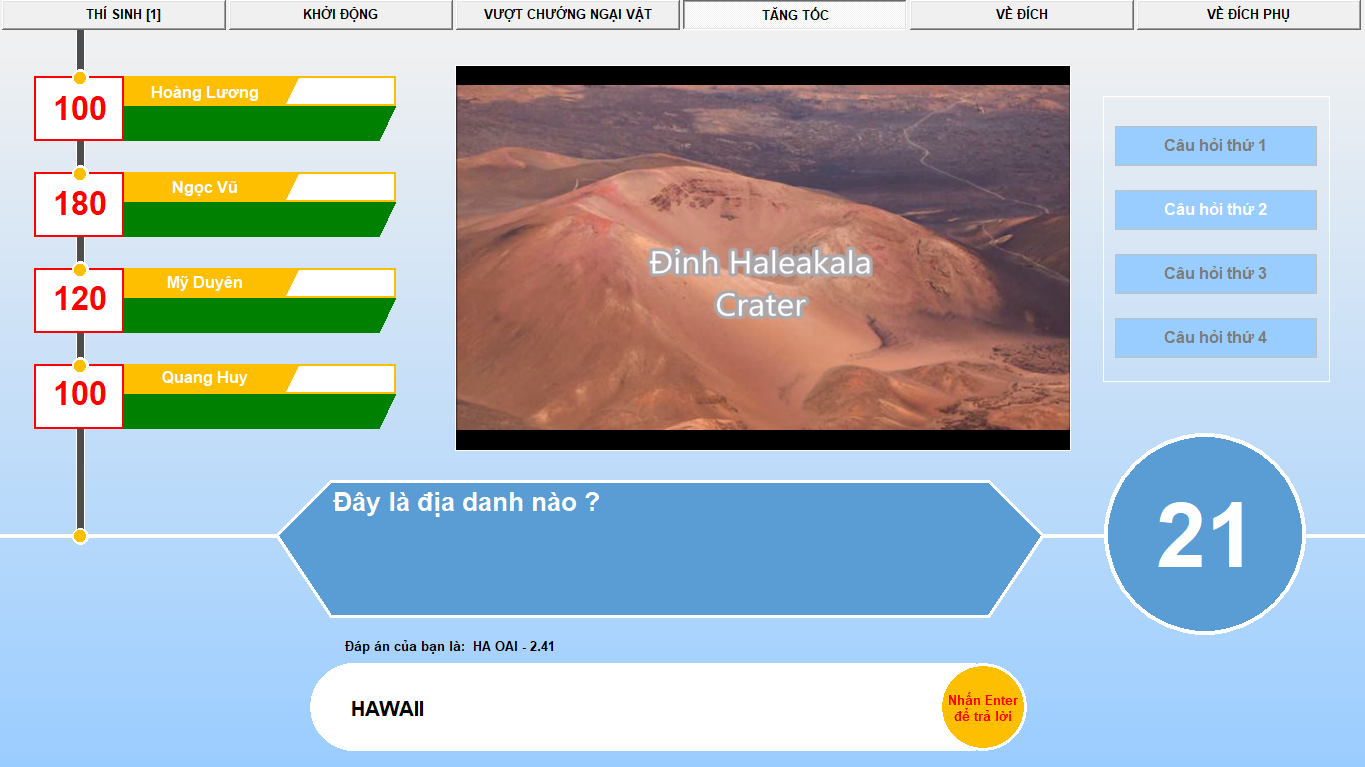 THÍ SINH [1]
KHỞI ĐỘNG
VƯỢT CHƯỚNG NGẠI VẬT
TĂNG TỐC
VỀ ĐÍCH
VỀ ĐÍCH PHỤ
100
Hoàng Lương
180
Ngọc Vũ
120
Mỹ Duyên
100
Quang Huy
Đỉnh Haleakala
Crater
Câu hỏi thứ 1
Câu hỏi thứ 2
Câu hỏi thứ 3
Câu hỏi thứ 4
Đây là địa danh nào ?
21
Đáp án của bạn là: HA OAI - 2.41
HAWAII
Nhấn Enter
để trả lời